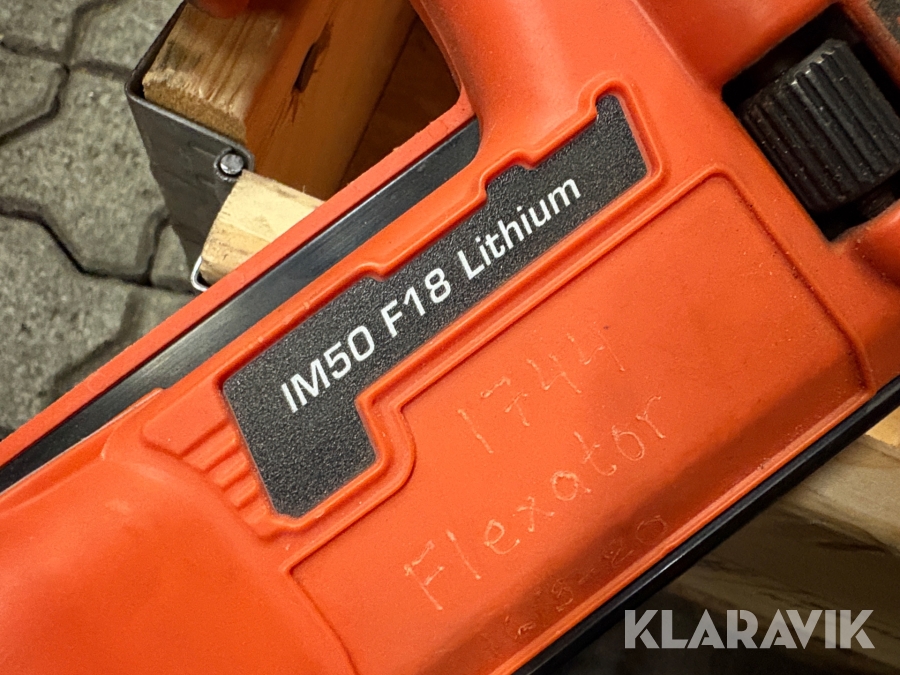 IM50 F18 Lithium
1744
Flexator
KLARAVIK